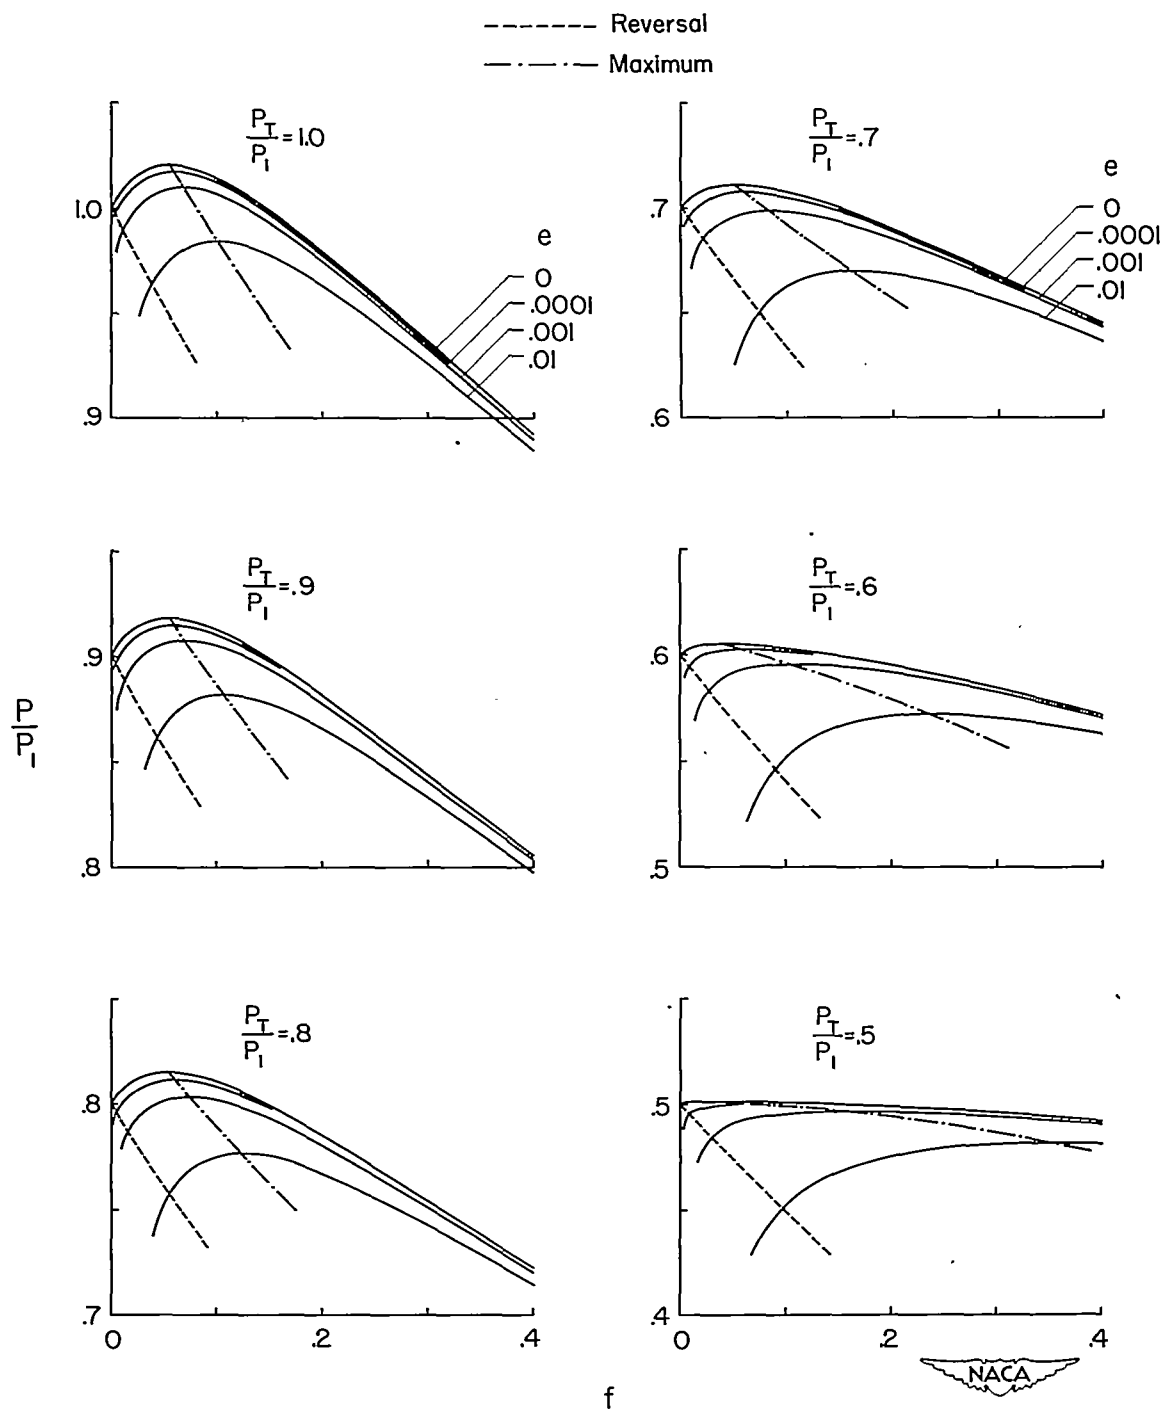 Reversal
Maximum
P_T/P_1 = 1.0
1.0
.9
e
0
.0001
.001
.01
P_T/P_1 = .7
.7
.6
e
0
.0001
.001
.01
P_T/P_1 = .9
.9
.8
P_T/P_1 = .6
.6
.5
P/P_1
P_T/P_1 = .8
.8
.7
0
.2
.4
P_T/P_1 = .5
.5
.4
0
.2
.4
NACA
f